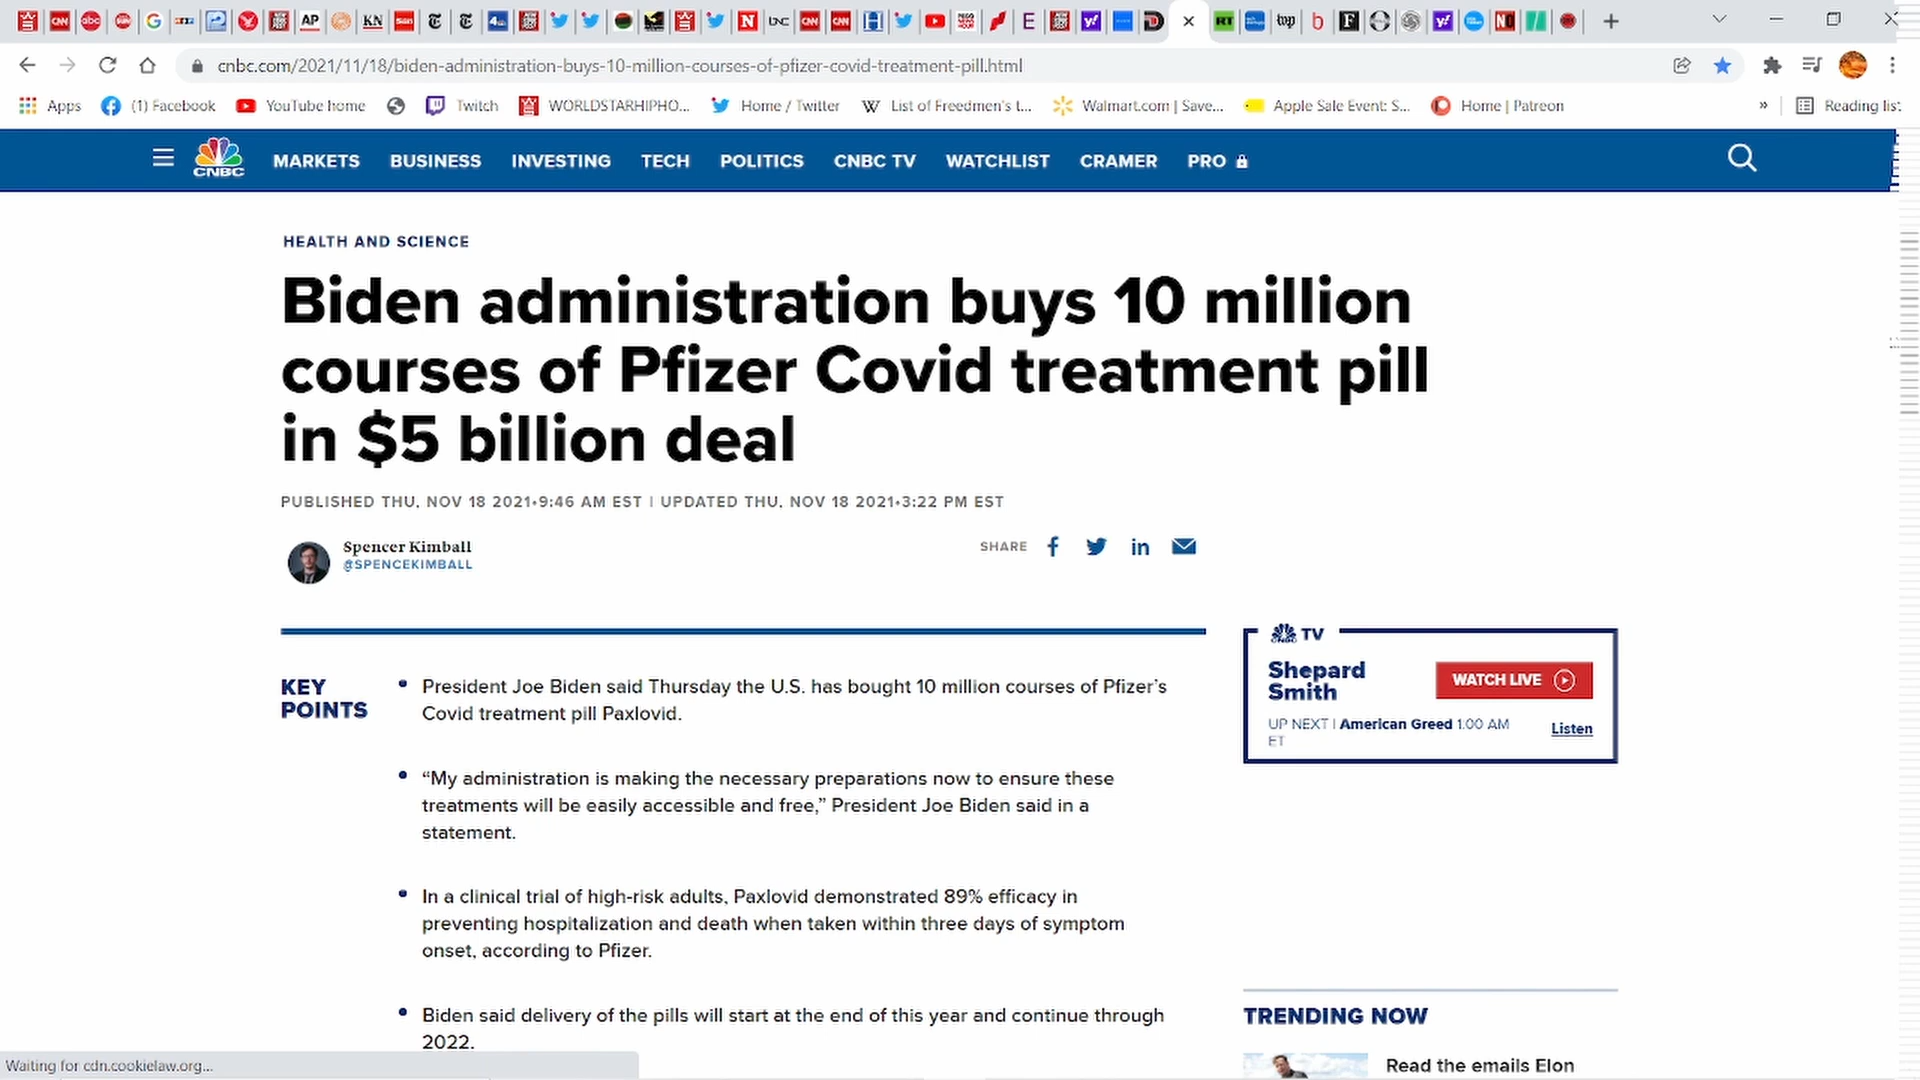 cnbc.com/2021/11/18/biden-administration-buys-10-million-courses-of-pfizer-covid-treatment-pill.html
Apps (1) Facebook YouTube home Twitch WORLDSTARHIPHO... Home / Twitter List of Freedmen's t... Walmart.com | Save... Apple Sale Event: S... Home | Patreon » Reading list
CNBC MARKETS BUSINESS INVESTING TECH POLITICS CNBC TV WATCHLIST CRAMER PRO
HEALTH AND SCIENCE
Biden administration buys 10 million
courses of Pfizer Covid treatment pill
in $5 billion deal
PUBLISHED THU, NOV 18 2021•9:46 AM EST | UPDATED THU, NOV 18 2021•3:22 PM EST
Spencer Kimball
@SPENCEKIMBALL
SHARE
KEY
POINTS
• President Joe Biden said Thursday the U.S. has bought 10 million courses of Pfizer’s
Covid treatment pill Paxlovid.
• “My administration is making the necessary preparations now to ensure these
treatments will be easily accessible and free,” President Joe Biden said in a
statement.
• In a clinical trial of high-risk adults, Paxlovid demonstrated 89% efficacy in
preventing hospitalization and death when taken within three days of symptom
onset, according to Pfizer.
• Biden said delivery of the pills will start at the end of this year and continue through
2022.
CNBC TV
Shepard
Smith
WATCH LIVE
UP NEXT | American Greed 1:00 AM
ET
Listen
TRENDING NOW
Read the emails Elon
Waiting for cdn.cookielaw.org...